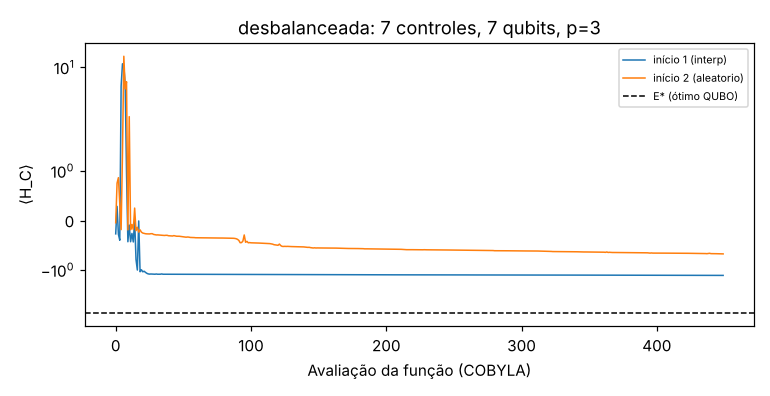 desbalanceada: 7 controles, 7 qubits, p=3
início 1 (interp)
início 2 (aleatorio)
E* (ótimo QUBO)
⟨H_C⟩
10¹
10⁰
0
−10⁰
0 100 200 300 400
Avaliação da função (COBYLA)